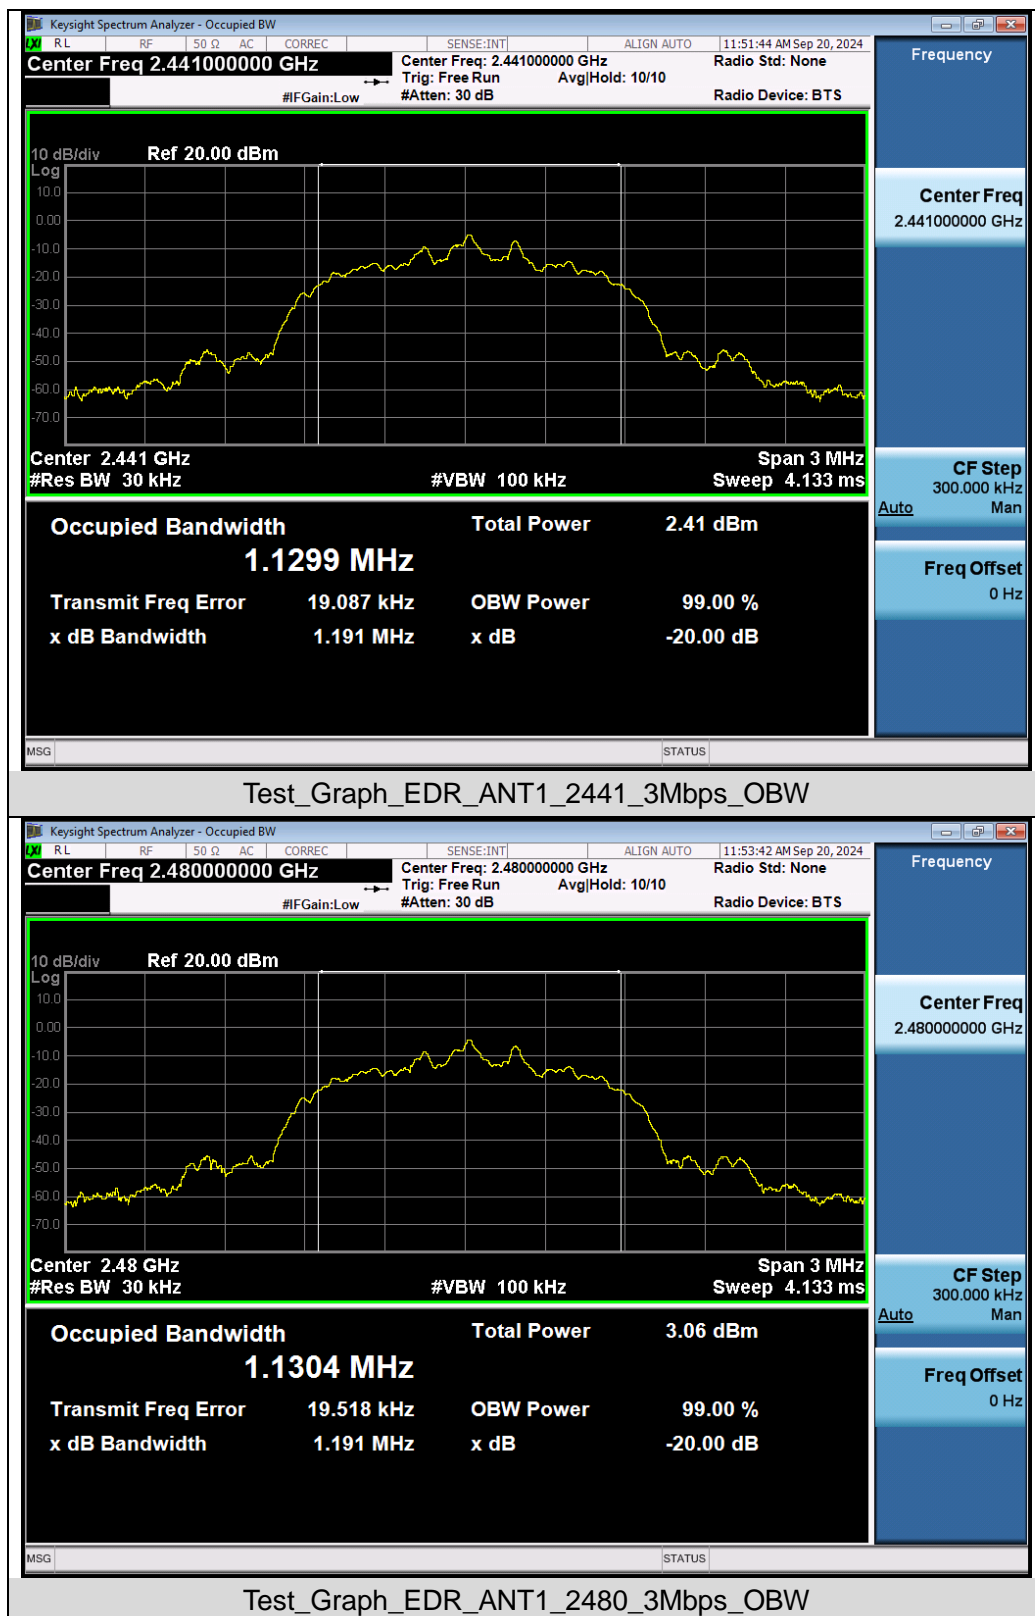 Keysight Spectrum Analyzer - Occupied BW
LXI RL RF 50 Ω AC CORREC SENSE:INT ALIGN AUTO 11:51:44 AM Sep 20, 2024
Center Freq 2.441000000 GHz
Center Freq: 2.441000000 GHz
Radio Std: None
Trig: Free Run Avg|Hold: 10/10
#IFGain:Low
#Atten: 30 dB
Radio Device: BTS
10 dB/div Ref 20.00 dBm
Log
10.0
0.00
-10.0
-20.0
-30.0
-40.0
-50.0
-60.0
-70.0
Center 2.441 GHz Span 3 MHz
#Res BW 30 kHz #VBW 100 kHz Sweep 4.133 ms
Occupied Bandwidth Total Power 2.41 dBm
1.1299 MHz
Transmit Freq Error 19.087 kHz OBW Power 99.00 %
x dB Bandwidth 1.191 MHz x dB -20.00 dB
MSG STATUS
Frequency
Center Freq
2.441000000 GHz
CF Step
300.000 kHz
Auto Man
Freq Offset
0 Hz
Test_Graph_EDR_ANT1_2441_3Mbps_OBW
Keysight Spectrum Analyzer - Occupied BW
LXI RL RF 50 Ω AC CORREC SENSE:INT ALIGN AUTO 11:53:42 AM Sep 20, 2024
Center Freq 2.480000000 GHz
Center Freq: 2.480000000 GHz
Radio Std: None
Trig: Free Run Avg|Hold: 10/10
#IFGain:Low
#Atten: 30 dB
Radio Device: BTS
10 dB/div Ref 20.00 dBm
Log
10.0
0.00
-10.0
-20.0
-30.0
-40.0
-50.0
-60.0
-70.0
Center 2.48 GHz Span 3 MHz
#Res BW 30 kHz #VBW 100 kHz Sweep 4.133 ms
Occupied Bandwidth Total Power 3.06 dBm
1.1304 MHz
Transmit Freq Error 19.518 kHz OBW Power 99.00 %
x dB Bandwidth 1.191 MHz x dB -20.00 dB
MSG STATUS
Frequency
Center Freq
2.480000000 GHz
CF Step
300.000 kHz
Auto Man
Freq Offset
0 Hz
Test_Graph_EDR_ANT1_2480_3Mbps_OBW